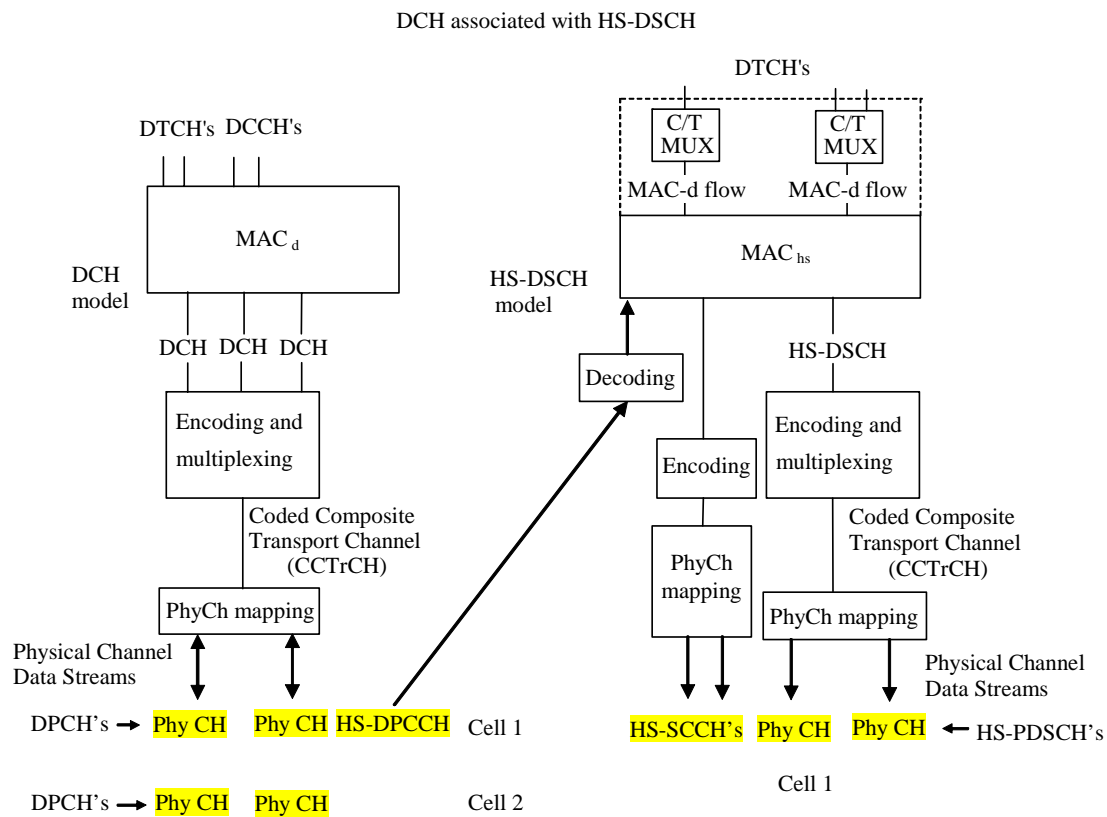 DCH associated with HS-DSCH
DTCH's
DTCH's DCCH's
C/T
MUX
C/T
MUX
MAC-d flow
MAC-d flow
MAC d
MAC hs
DCH
model
HS-DSCH
model
DCH DCH DCH
HS-DSCH
Decoding
Encoding and
multiplexing
Encoding
Encoding and
multiplexing
Coded Composite
Transport Channel
(CCTrCH)
Coded Composite
Transport Channel
(CCTrCH)
PhyCh
mapping
PhyCh mapping
PhyCh mapping
Physical Channel
Data Streams
Physical Channel
Data Streams
DPCH's Phy CH Phy CH HS-DPCCH Cell 1
HS-SCCH's Phy CH Phy CH HS-PDSCH's
Cell 1
DPCH's Phy CH Phy CH Cell 2